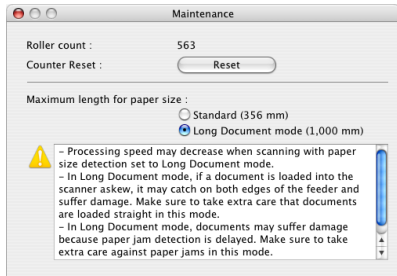 Maintenance
Roller count : 563
Counter Reset : Reset
Maximum length for paper size :
Standard (356 mm)
Long Document mode (1,000 mm)
– Processing speed may decrease when scanning with paper
size detection set to Long Document mode.
– In Long Document mode, if a document is loaded into the
scanner askew, it may catch on both edges of the feeder and
suffer damage. Make sure to take extra care that documents
are loaded straight in this mode.
– In Long Document mode, documents may suffer damage
because paper jam detection is delayed. Make sure to take
extra care against paper jams in this mode.